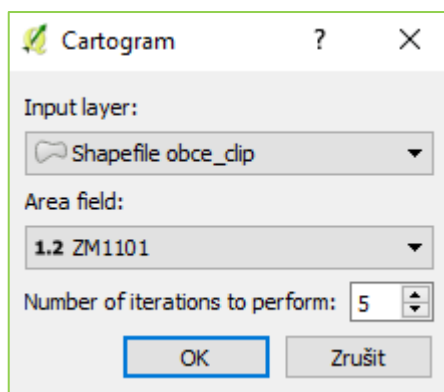 Cartogram ?
Input layer:
Shapefile obce_clip
Area field:
1.2 ZM1101
Number of iterations to perform: 5
OK Zrušit